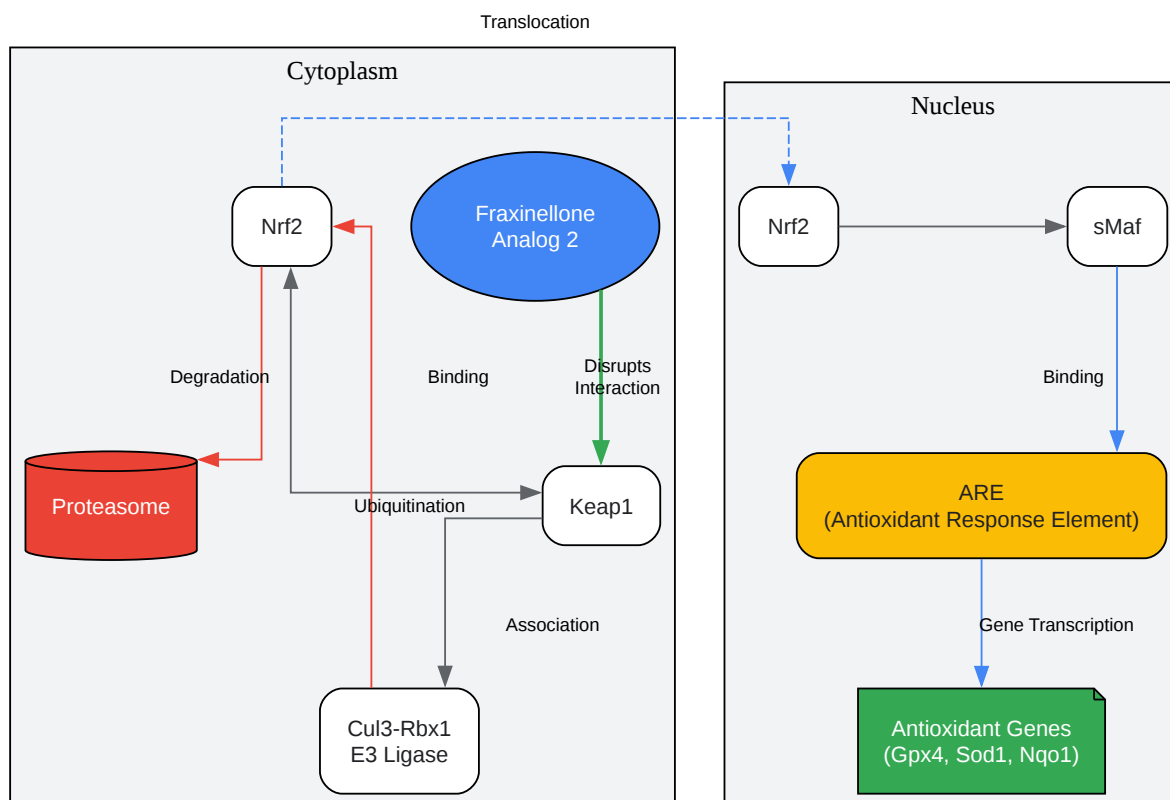 Translocation
Cytoplasm
Nucleus
Nrf2
Fraxinellone
Analog 2
Nrf2
sMaf
Degradation
Binding
Disrupts
Interaction
Binding
Proteasome
Ubiquitination
Keap1
ARE
(Antioxidant Response Element)
Association
Gene Transcription
Cul3-Rbx1
E3 Ligase
Antioxidant Genes
(Gpx4, Sod1, Nqo1)